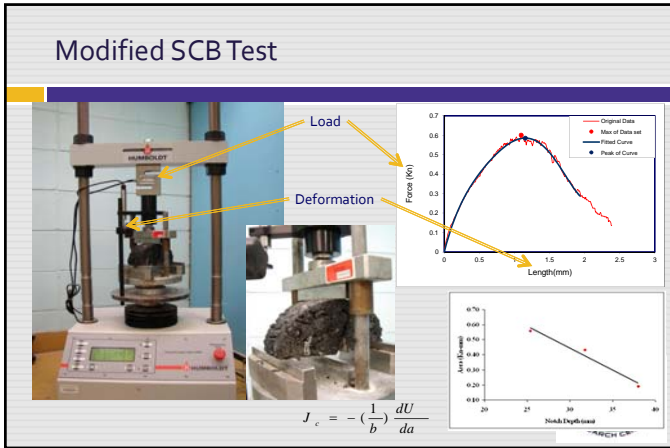 Modified SCB Test
Load
Deformation
HUMBOLDT
0.7
0.6
0.5
0.4
0.3
0.2
0.1
0
0 0.5 1.5 2 2.5 3
Force (Kn)
Length(mm)
Original Data
Max of Data set
Fitted Curve
Peak of Curve
0.70
0.60
0.50
0.40
0.30
0.20
0.10
20 25 30 35 40
Notch Depth (mm)
J c = - ( 1 / b ) dU / da
HUMBOLDT